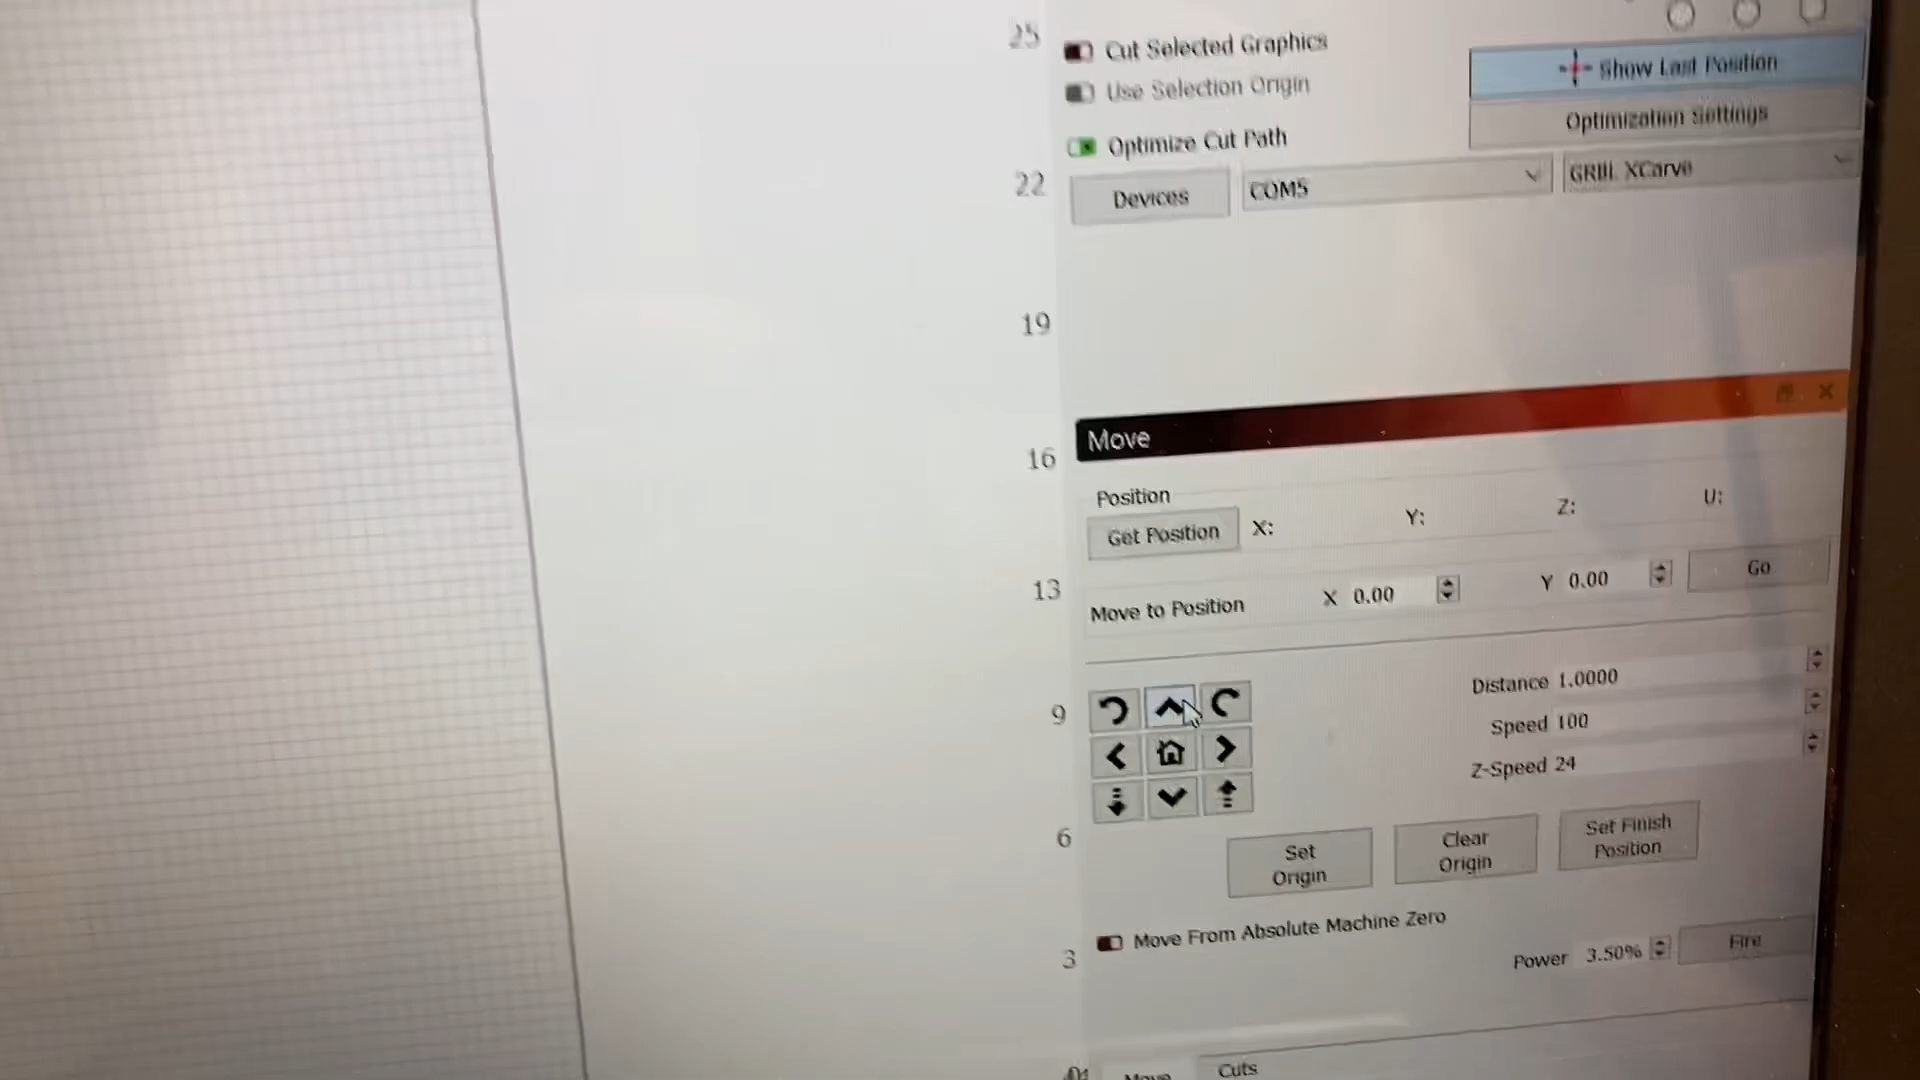 25
Cut Selected Graphics
Show Last Position
Use Selection Origin
Optimization Settings
Optimize Cut Path
22
Devices
COM5
XCarve
19
Move
16
Position
Get Position X: Y: Z: U:
13
Move to Position X 0.00 Y 0.00 Go
Distance 1.0000
9
Speed 100
Z-Speed 24
6
Set Origin
Clear Origin
Set Finish Position
3
Move From Absolute Machine Zero
Power 3.50% Fire
Move
Cuts